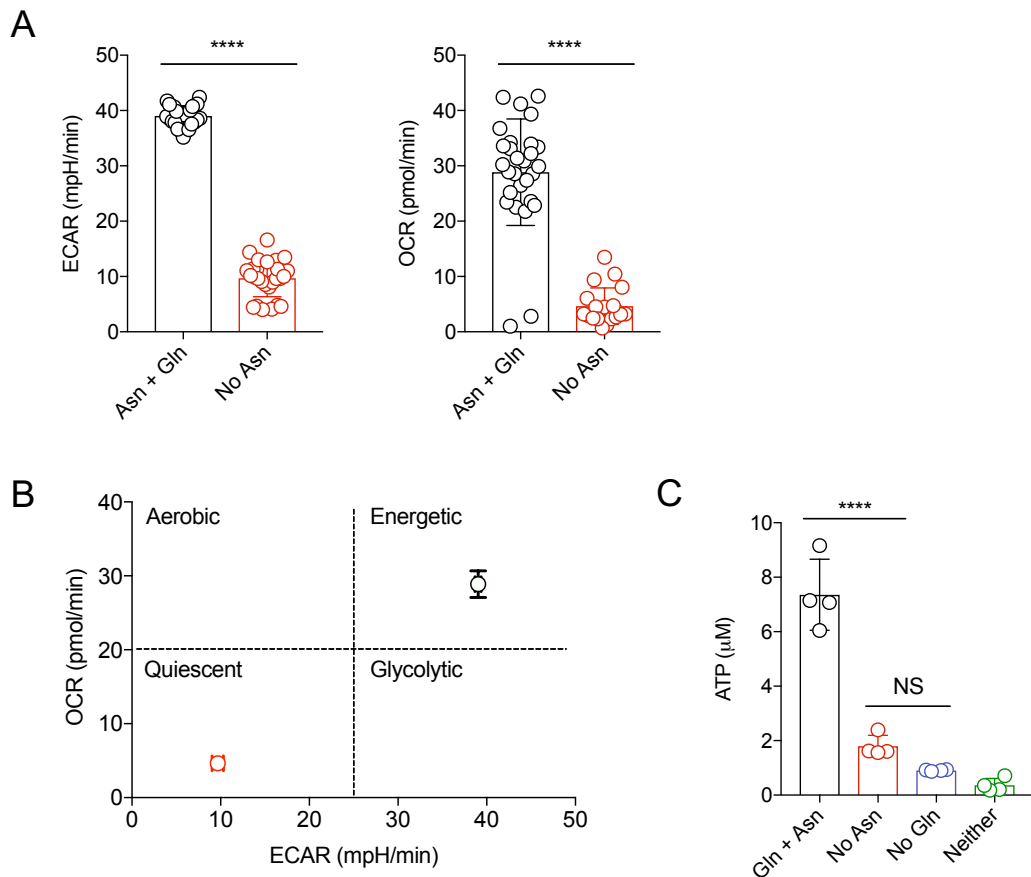 A
****
****
ECAR (mpH/min)
50
40
30
20
10
0
Asn + Gln
No Asn
OCR (pmol/min)
50
40
30
20
10
0
Asn + Gln
No Asn
B
OCR (pmol/min)
40
30
20
10
0
Aerobic
Energetic
Quiescent
Glycolytic
0
10
20
30
40
50
ECAR (mpH/min)
C
****
NS
ATP (μM)
10
8
6
4
2
0
Gln + Asn
No Asn
No Gln
Neither